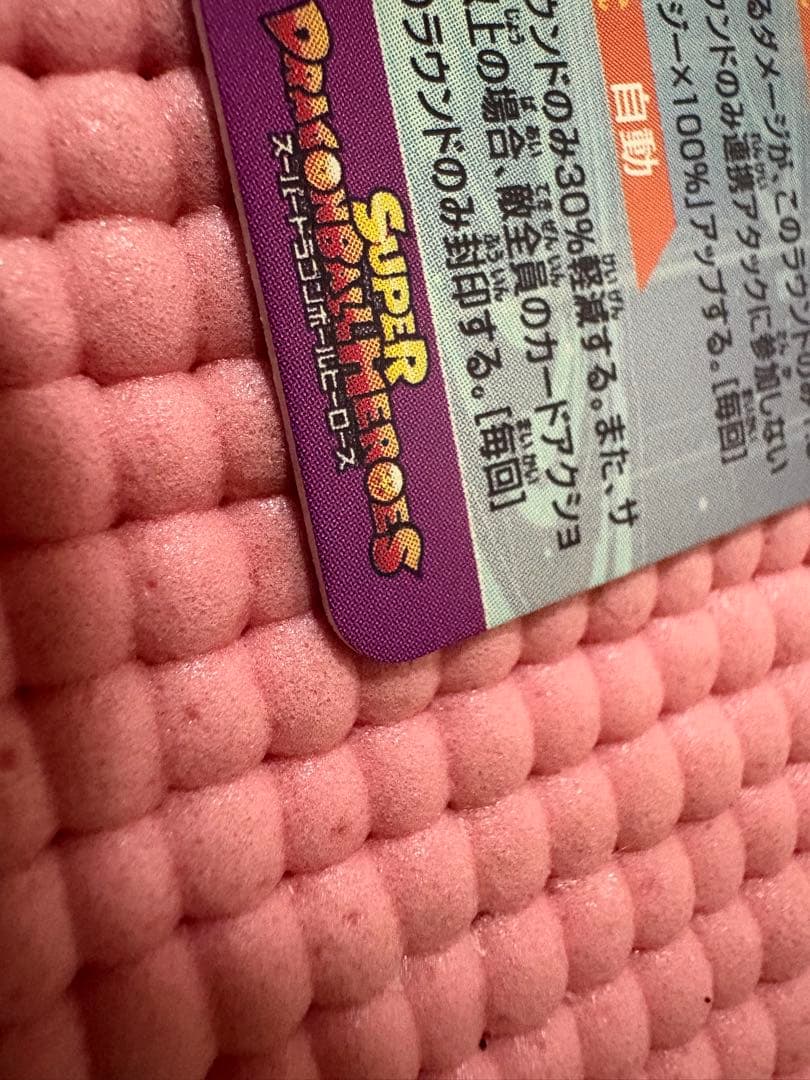 るダメージが、このラウンドの
ンドのみ連携アタックに参加しない
ジー×100%」アップする。[毎回]
自動
ウンドのみ30%軽減する。また、サ
上の場合、敵全員のカードアクショ
ラウンドのみ封印する。[毎回]
SUPER
DRAGONBALL HEROES
スーパードラゴンボールヒーローズ